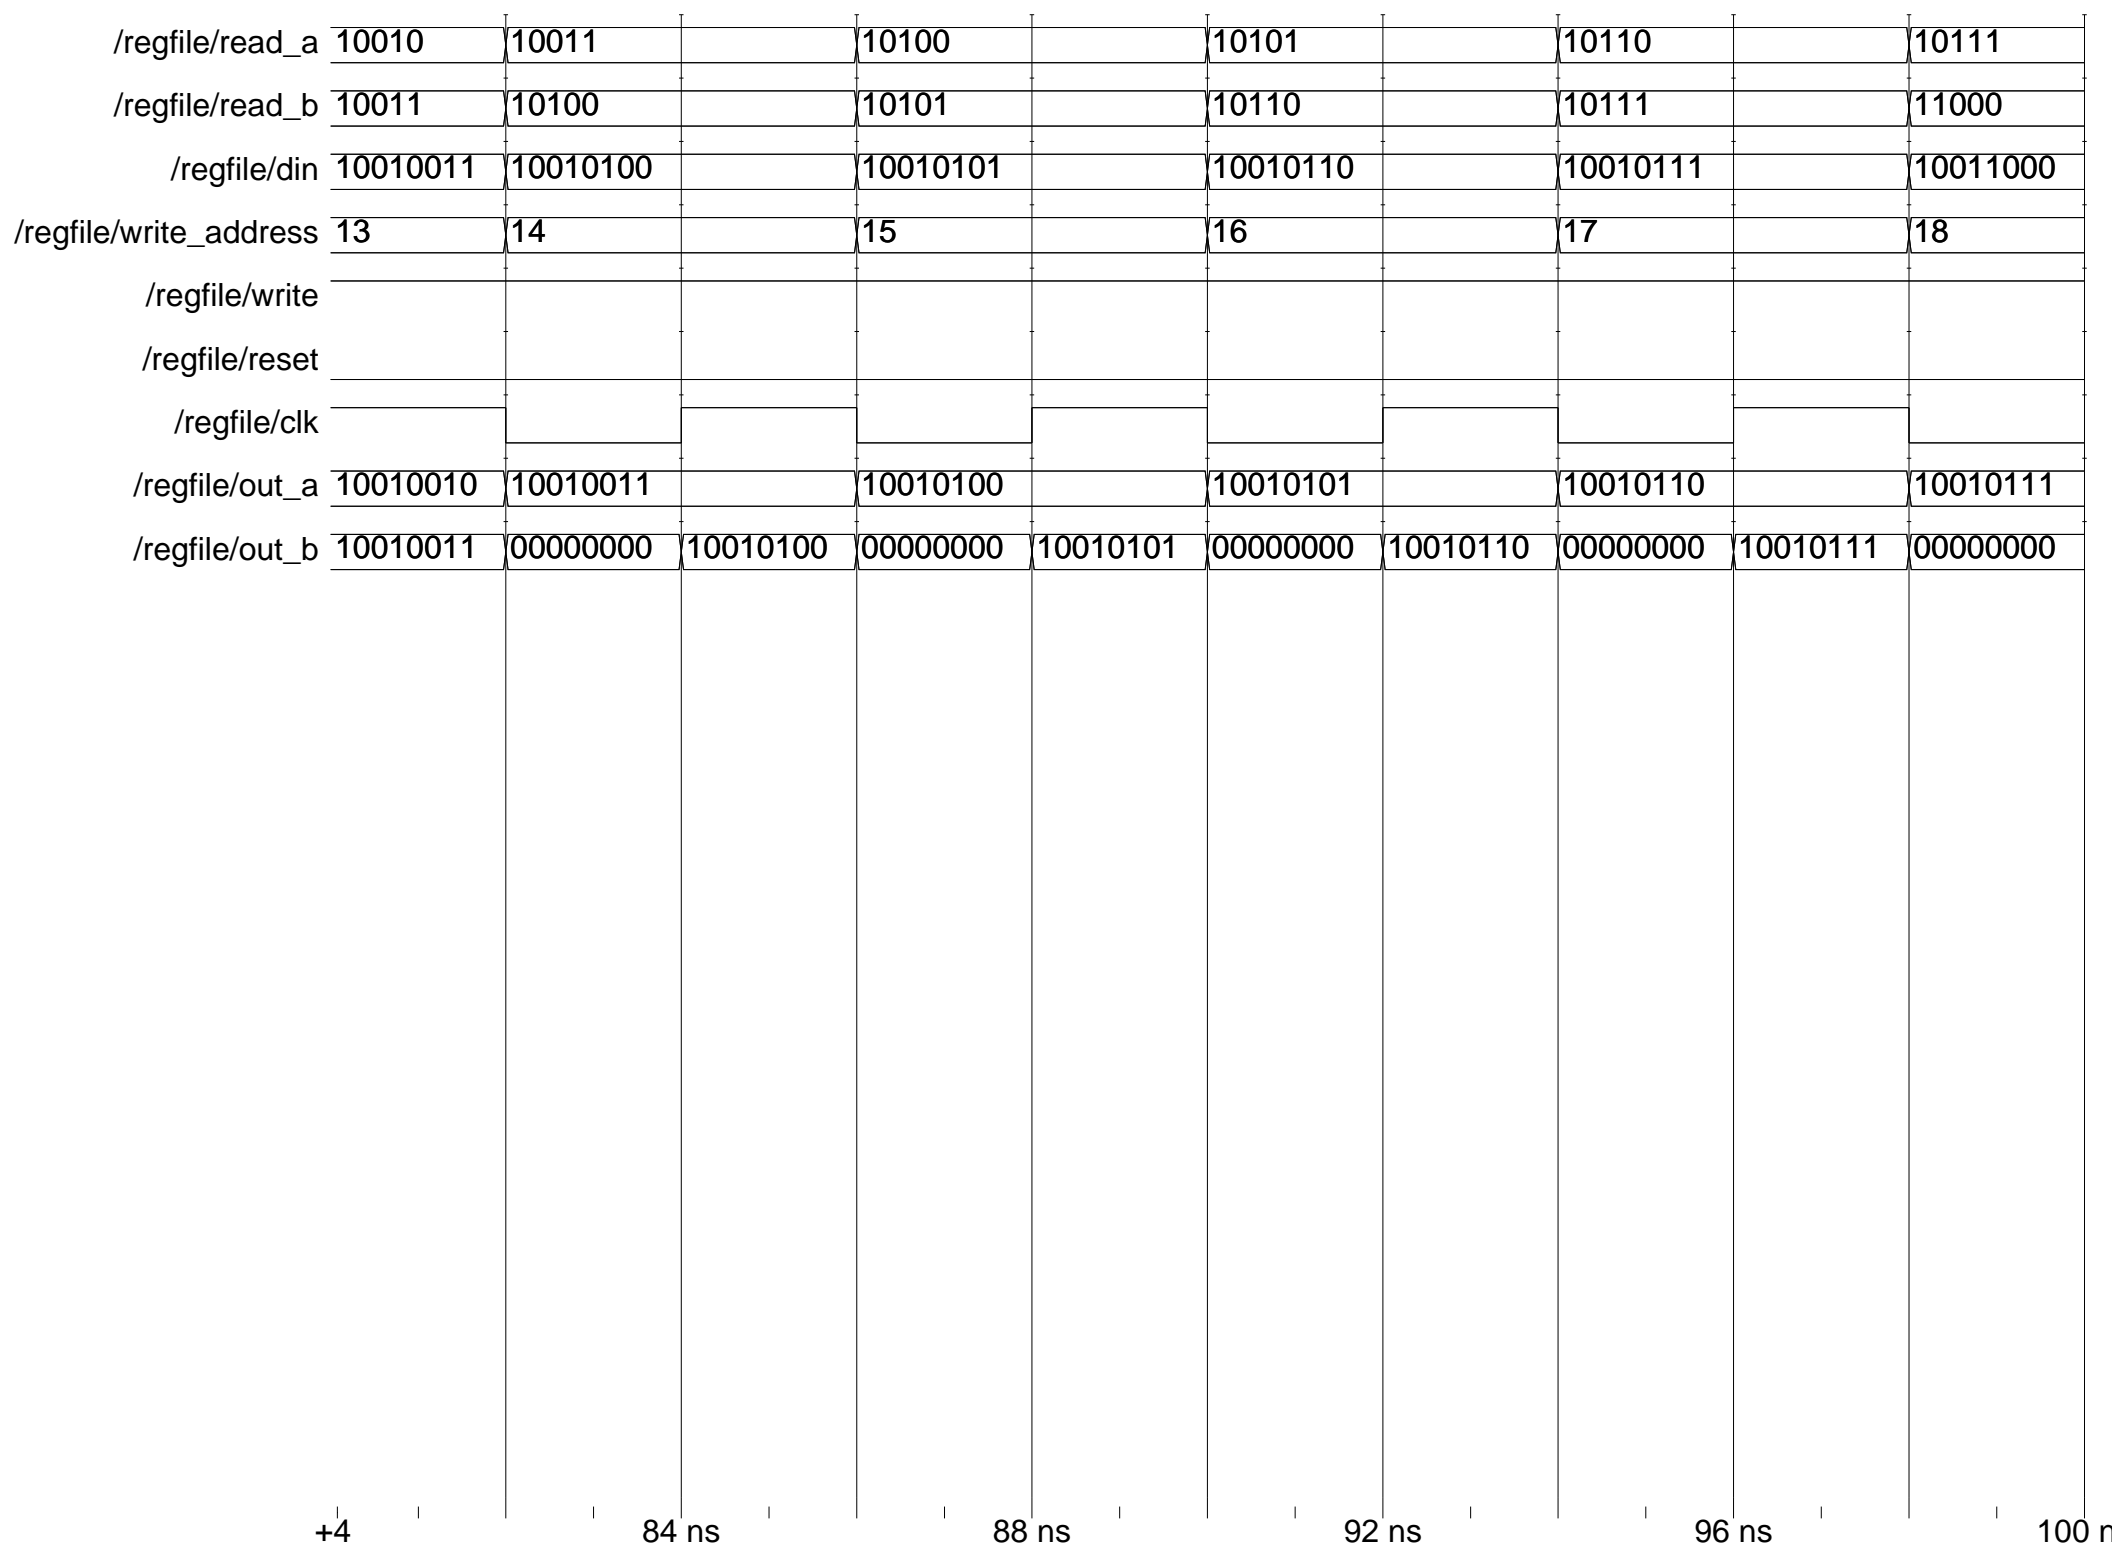 /regfile/read_a 10010 10011 10100 10101 10110 10111
/regfile/read_b 10011 10100 10101 10110 10111 11000
/regfile/din 10010011 10010100 10010101 10010110 10010111 10011000
/regfile/write_address 13 14 15 16 17 18
/regfile/write
/regfile/reset
/regfile/clk
/regfile/out_a 10010010 10010011 10010100 10010101 10010110 10010111
/regfile/out_b 10010011 00000000 10010100 00000000 10010101 00000000 10010110 00000000 10010111 00000000
+4 84 ns 88 ns 92 ns 96 ns 100 n